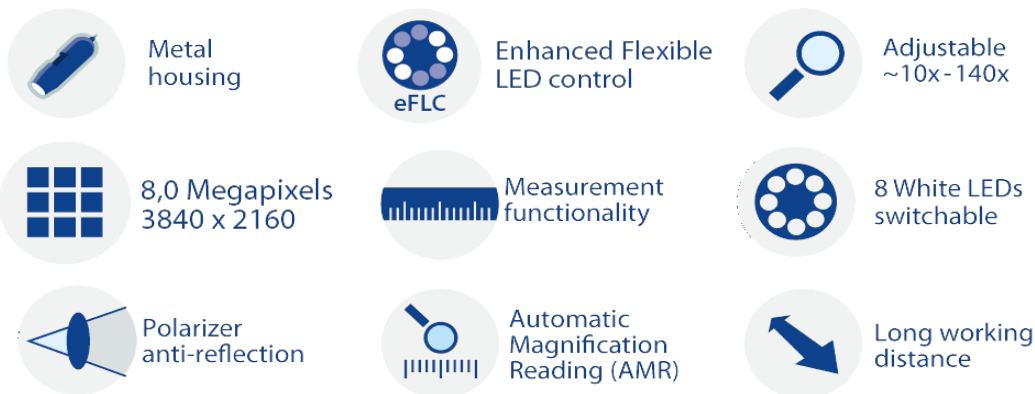 Metal
housing
eFLC
Enhanced Flexible
LED control
Adjustable
~10x-140x
8,0 Megapixels
3840 x 2160
Measurement
functionality
8 White LEDs
switchable
Polarizer
anti-reflection
Automatic
Magnification
Reading (AMR)
Long working
distance